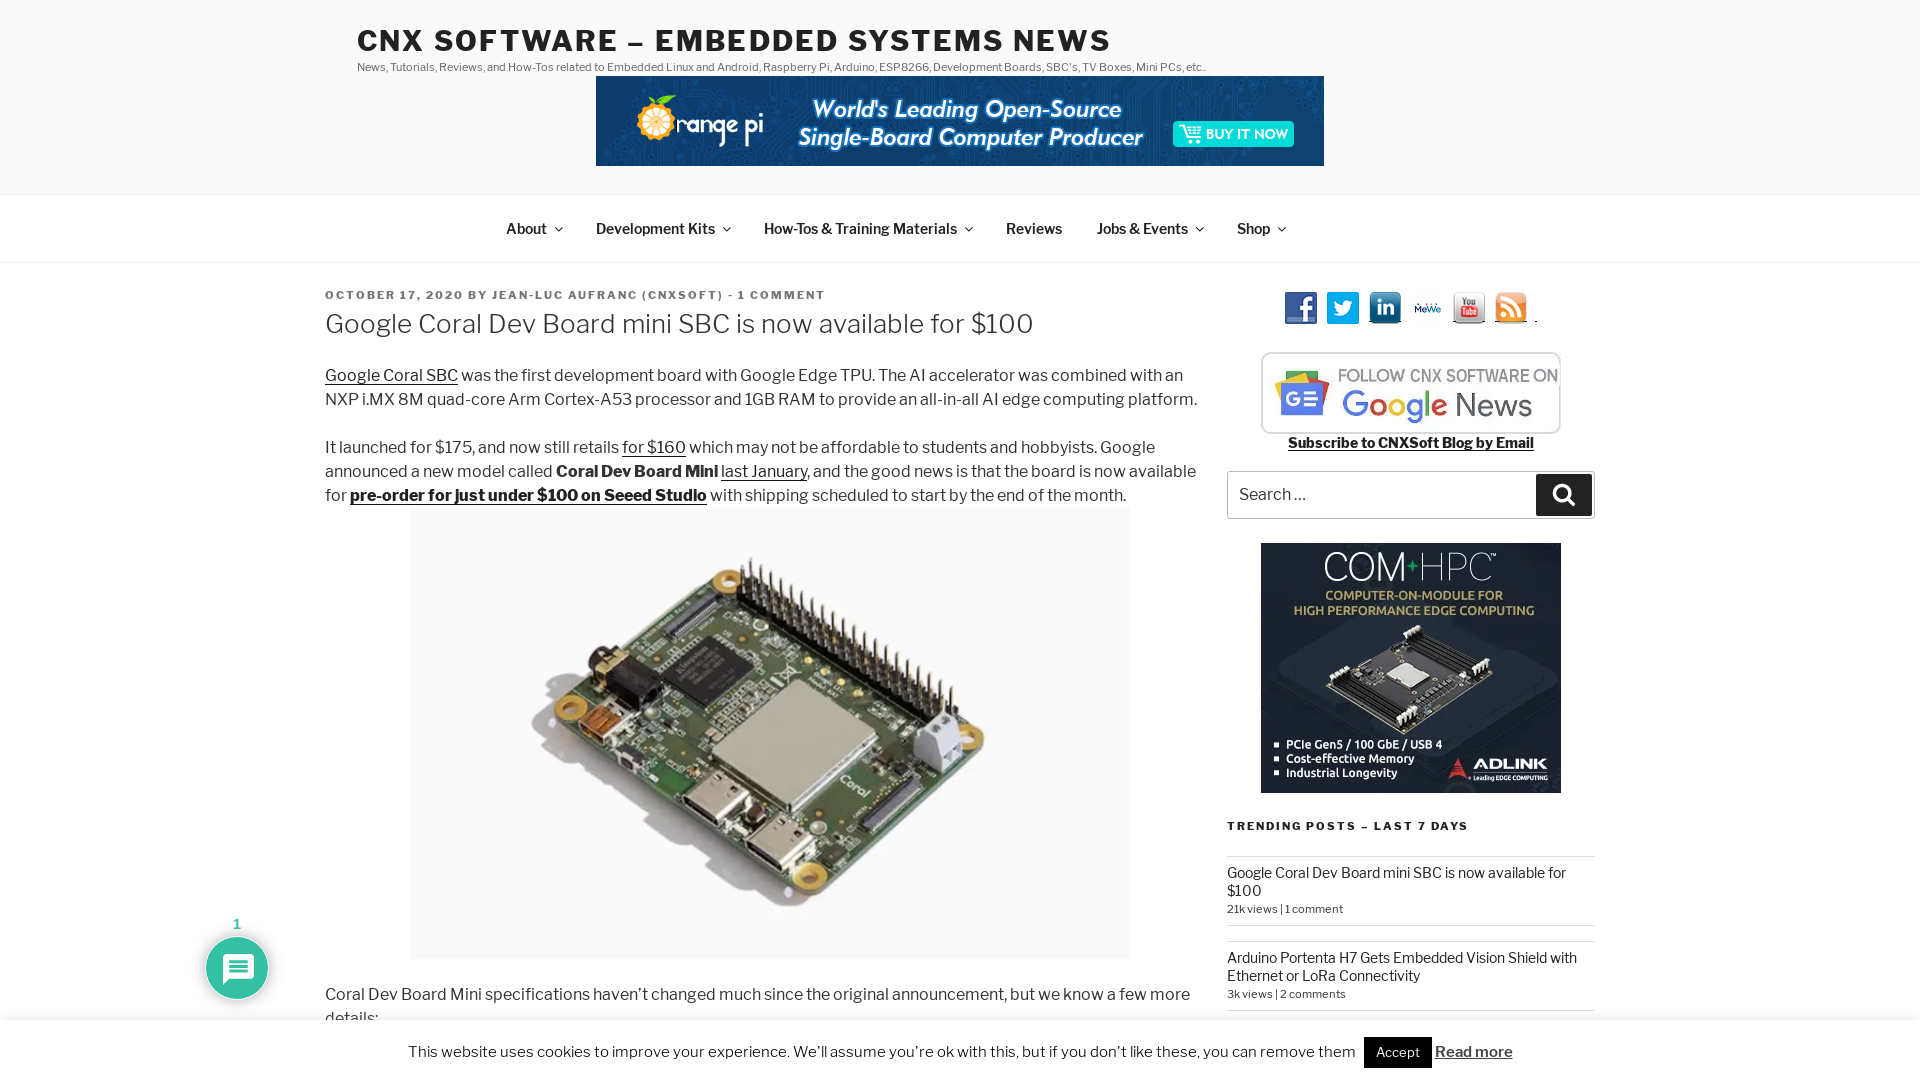 CNX SOFTWARE – EMBEDDED SYSTEMS NEWS
News, Tutorials, Reviews, and How-Tos related to Embedded Linux and Android, Raspberry Pi, Arduino, ESP8266, Development Boards, SBC's, TV Boxes, Mini PCs, etc..
range pi
World's Leading Open-Source
Single-Board Computer Producer
BUY IT NOW
About
Development Kits
How-Tos & Training Materials
Reviews
Jobs & Events
Shop
OCTOBER 17, 2020 BY JEAN-LUC AUFRANC (CNXSOFT) - 1 COMMENT
Google Coral Dev Board mini SBC is now available for $100
Google Coral SBC was the first development board with Google Edge TPU. The AI accelerator was combined with an
NXP i.MX 8M quad-core Arm Cortex-A53 processor and 1GB RAM to provide an all-in-all AI edge computing platform.
It launched for $175, and now still retails for $160 which may not be affordable to students and hobbyists. Google
announced a new model called Coral Dev Board Mini last January, and the good news is that the board is now available
for pre-order for just under $100 on Seeed Studio with shipping scheduled to start by the end of the month.
Kingston
Coral
Coral Dev Board Mini specifications haven't changed much since the original announcement, but we know a few more
details:
in
MeWe
You
Tube
FOLLOW CNX SOFTWARE ON
GE
Google News
Subscribe to CNXSoft Blog by Email
Search …
COM HPC™
COMPUTER-ON-MODULE FOR
HIGH PERFORMANCE EDGE COMPUTING
PCIe Gen5 / 100 GbE / USB 4
Cost-effective Memory
Industrial Longevity
ADLINK
Leading EDGE COMPUTING
TRENDING POSTS – LAST 7 DAYS
Google Coral Dev Board mini SBC is now available for
$100
21k views | 1 comment
Arduino Portenta H7 Gets Embedded Vision Shield with
Ethernet or LoRa Connectivity
3k views | 2 comments
1
This website uses cookies to improve your experience. We'll assume you're ok with this, but if you don't like these, you can remove them
Accept
Read more